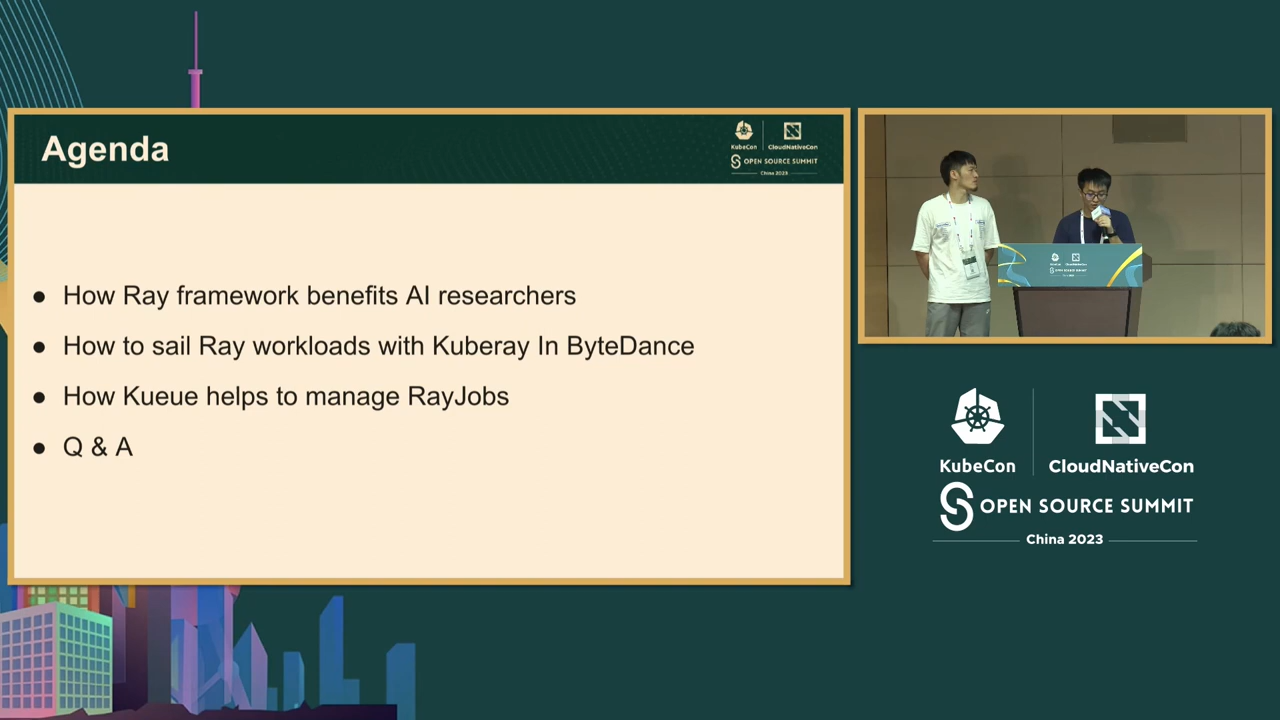 Agenda
KubeCon
CloudNativeCon
OPEN SOURCE SUMMIT
China 2023
● How Ray framework benefits AI researchers
● How to sail Ray workloads with Kuberay In ByteDance
● How Kueue helps to manage RayJobs
● Q & A
KubeCon
CloudNativeCon
OPEN SOURCE SUMMIT
China 2023